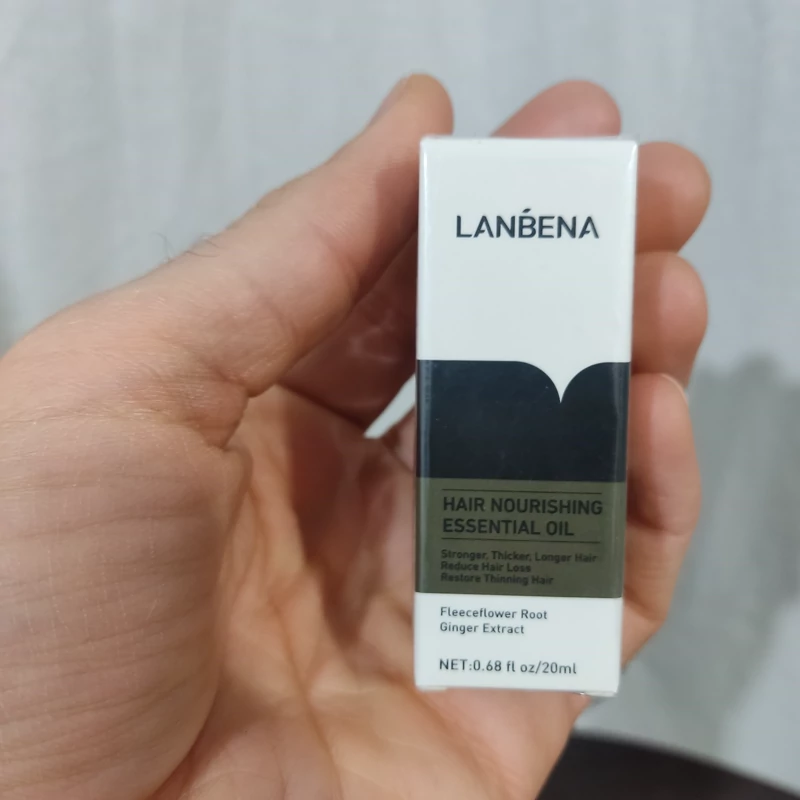 LANBENA
HAIR NOURISHING
ESSENTIAL OIL
Stronger, Thicker, Longer Hair
Reduce Hair Loss
Restore Thinning Hair
Fleeceflower Root
Ginger Extract
NET:0.68 fl oz/20ml